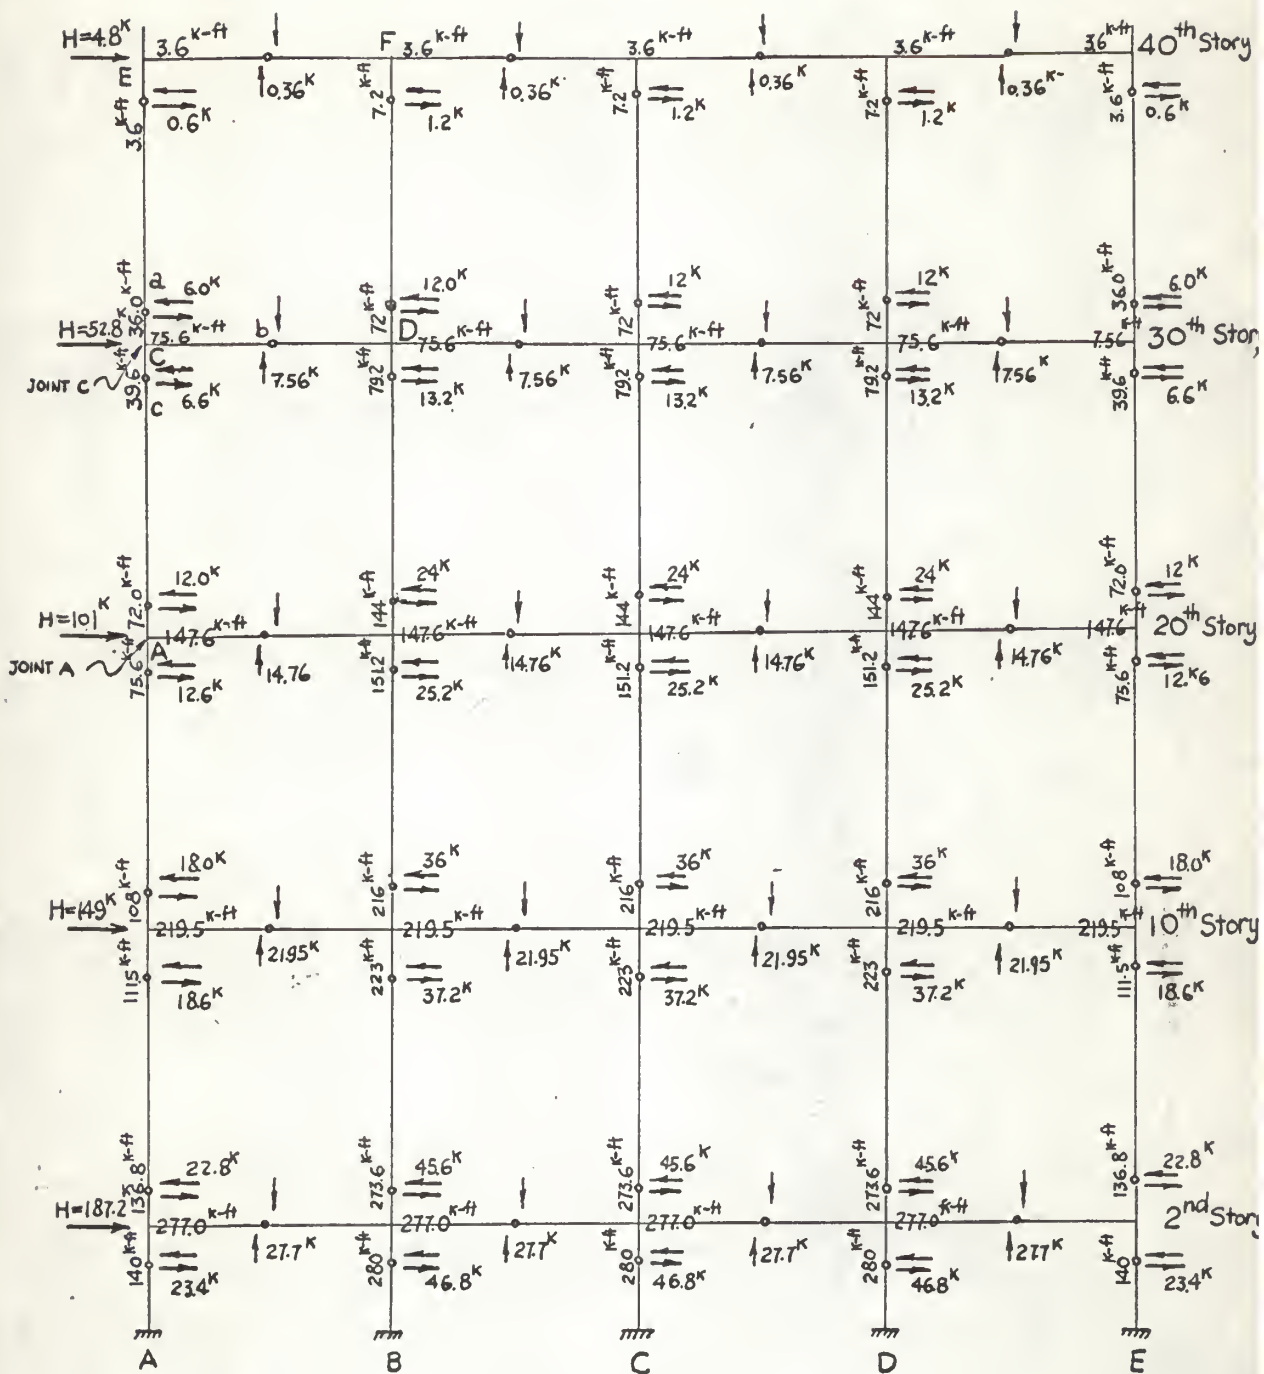 H=4.8K 3.6K-ft F 3.6K-ft 3.6K-ft 3.6K-ft 3.6K-ft 40th Story
E 0.36K 0.36K 0.36K 0.36K-
3.6K-ft 0.6K 7.2K-ft 1.2K 7.2K-ft 1.2K 7.2K-ft 1.2K 3.6K-ft 0.6K
a
36.0K-ft 6.0K 72K-ft 12.0K 72K-ft 12K 72K-ft 12K 36.0K-ft 6.0K
H=52.8K 75.6K-ft b D 75.6K-ft 75.6K-ft 75.6K-ft 7.56K-ft 30th Stor
C 7.56K 7.56K 7.56K 7.56K
JOINT C
39.6K-ft 6.6K 79.2K-ft 13.2K 79.2K-ft 13.2K 79.2K-ft 13.2K 39.6K-ft 6.6K
c
72.0K-ft 12.0K 144K-ft 24K 144K-ft 24K 144K-ft 24K 72.0K-ft 12K
H=101K 147.6K-ft 147.6K-ft 147.6K-ft 147.6K-ft 147.6K-ft 20th Story
A 14.76 14.76K 14.76K 14.76K
JOINT A
75.6K-ft 12.6K 151.2K-ft 25.2K 151.2K-ft 25.2K 151.2K-ft 25.2K 75.6K-ft 12.K6
108K-ft 18.0K 216K-ft 36K 216K-ft 36K 216K-ft 36K 108K-ft 18.0K
H=149K 219.5K-ft 219.5K-ft 219.5K-ft 219.5K-ft 219.5K-ft 10th Story
21.95K 21.95K 21.95K 21.95K
111.5K-ft 18.6K 223K-ft 37.2K 223K-ft 37.2K 223K-ft 37.2K 111.5K-ft 18.6K
136.8K-ft 22.8K 273.6K-ft 45.6K 273.6K-ft 45.6K 273.6K-ft 45.6K 136.8K-ft 22.8K
H=187.2K 277.0K-ft 277.0K-ft 277.0K-ft 277.0K-ft 2nd Story
27.7K 27.7K 27.7K 27.7K
140K-ft 23.4K 280K-ft 46.8K 280K-ft 46.8K 280K-ft 46.8K 140K-ft 23.4K
A B C D E